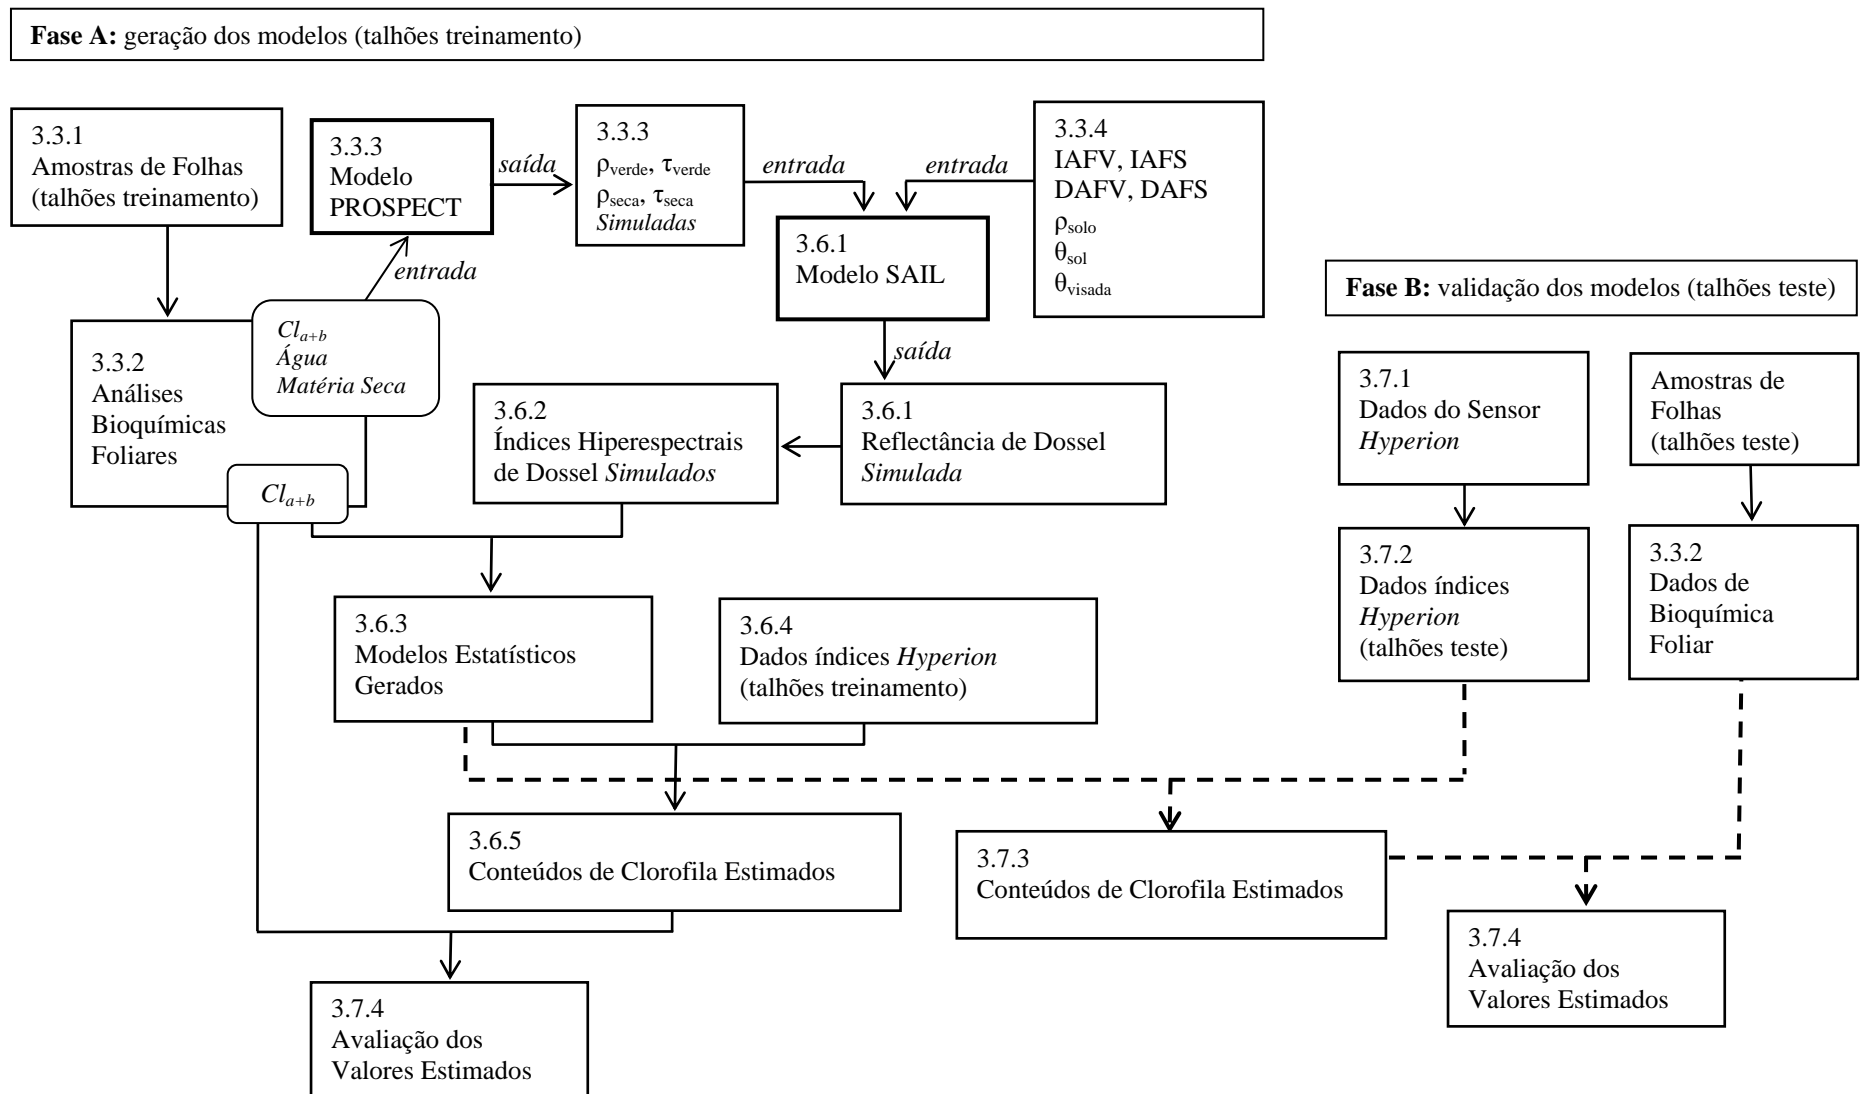 Fase A: geração dos modelos (talhões treinamento)
3.3.1
Amostras de Folhas
(talhões treinamento)
3.3.3
Modelo
PROSPECT
saída
3.3.3
ρverde, τverde
ρseca, τseca
Simuladas
entrada
entrada
3.3.4
IAFV, IAFS
DAFV, DAFS
ρsolo
θsol
θvisada
3.6.1
Modelo SAIL
entrada
Cla+b
Água
Matéria Seca
3.3.2
Análises
Bioquímicas
Foliares
Cla+b
saída
3.6.2
Índices Hiperespectrais
de Dossel Simulados
3.6.1
Reflectância de Dossel
Simulada
3.6.3
Modelos Estatísticos
Gerados
3.6.4
Dados índices Hyperion
(talhões treinamento)
3.6.5
Conteúdos de Clorofila Estimados
3.7.4
Avaliação dos
Valores Estimados
Fase B: validação dos modelos (talhões teste)
3.7.1
Dados do Sensor
Hyperion
Amostras de
Folhas
(talhões teste)
3.7.2
Dados índices
Hyperion
(talhões teste)
3.3.2
Dados de
Bioquímica
Foliar
3.7.3
Conteúdos de Clorofila Estimados
3.7.4
Avaliação dos
Valores Estimados